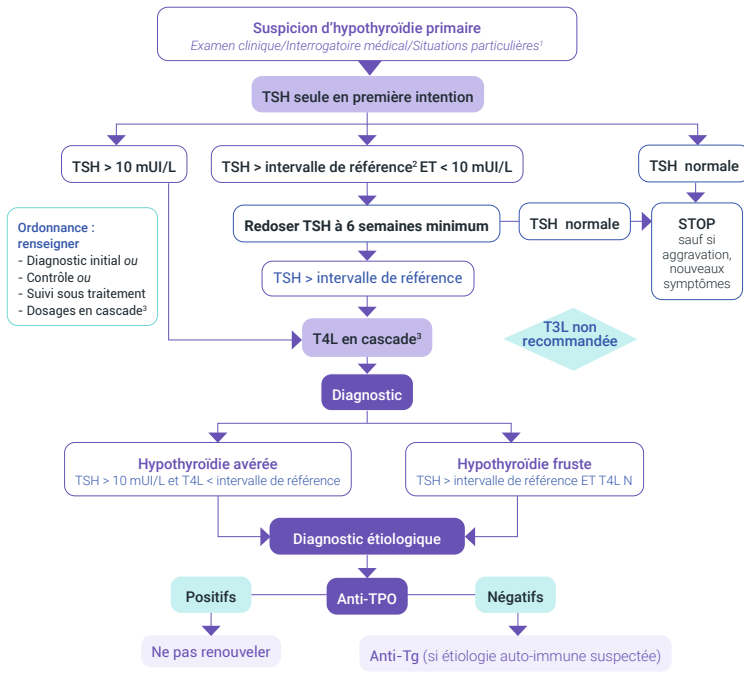 Suspicion d'hypothyroïdie primaire
Examen clinique/Interrogatoire médical/Situations particulières¹
TSH seule en première intention
TSH > 10 mUI/L
TSH > intervalle de référence² ET < 10 mUI/L
TSH normale
Ordonnance :
renseigner
- Diagnostic initial ou
- Contrôle ou
- Suivi sous traitement
- Dosages en cascade³
Redoser TSH à 6 semaines minimum
TSH normale
STOP
sauf si
aggravation,
nouveaux
symptômes
TSH > intervalle de référence
T4L en cascade³
T3L non
recommandée
Diagnostic
Hypothyroïdie avérée
TSH > 10 mUI/L et T4L < intervalle de référence
Hypothyroïdie fruste
TSH > intervalle de référence ET T4L N
Diagnostic étiologique
Positifs
Anti-TPO
Négatifs
Ne pas renouveler
Anti-Tg (si étiologie auto-immune suspectée)